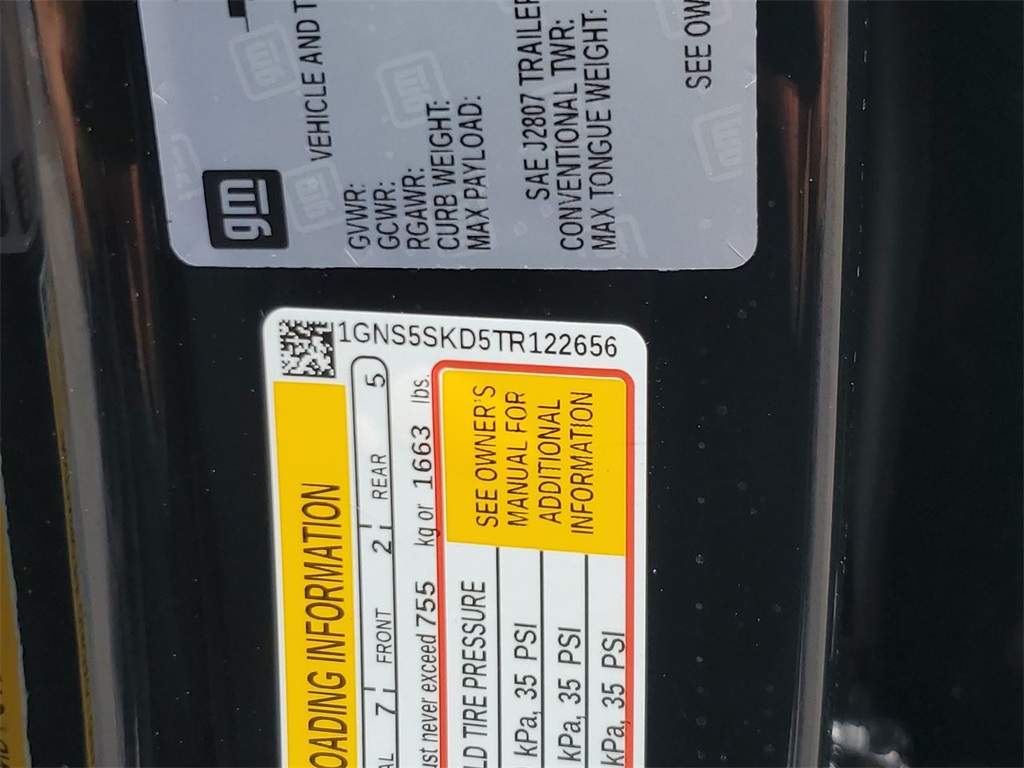 gm
VEHICLE AND T
GVWR:
GCWR:
RGAWR:
CURB WEIGHT:
MAX PAYLOAD:
SAE J2807 TRAILER
CONVENTIONAL TWR:
MAX TONGUE WEIGHT:
SEE OW
1GNS5SKD5TR122656
OADING INFORMATION
AL 7 FRONT 2 REAR 5
ust never exceed 755 kg or 1663 lbs.
LD TIRE PRESSURE
kPa, 35 PSI
kPa, 35 PSI
kPa, 35 PSI
SEE OWNER'S
MANUAL FOR
ADDITIONAL
INFORMATION